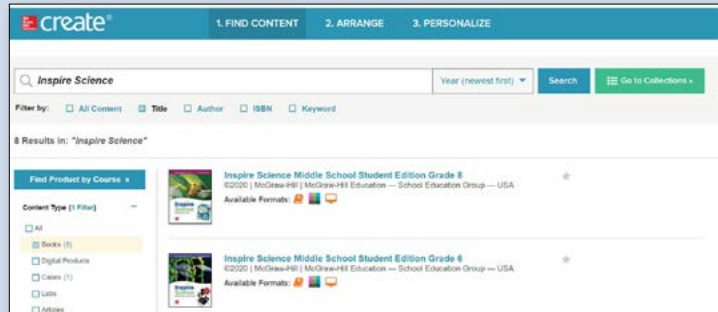 create®
1. FIND CONTENT 2. ARRANGE 3. PERSONALIZE
Inspire Science
Year (newest first)
Search
Go to Collections »
Filter by: All Content Title Author ISBN Keyword
8 Results in: "Inspire Science"
Find Product by Course »
Content Type (1 Filter)
All
Books (8)
Digital Products
Cases (1)
Labs
Articles
Inspire Science Middle School Student Edition Grade 8
©2020 | McGraw-Hill | McGraw-Hill Education — School Education Group — USA
Available Formats:
Inspire Science Middle School Student Edition Grade 6
©2020 | McGraw-Hill | McGraw-Hill Education — School Education Group — USA
Available Formats: